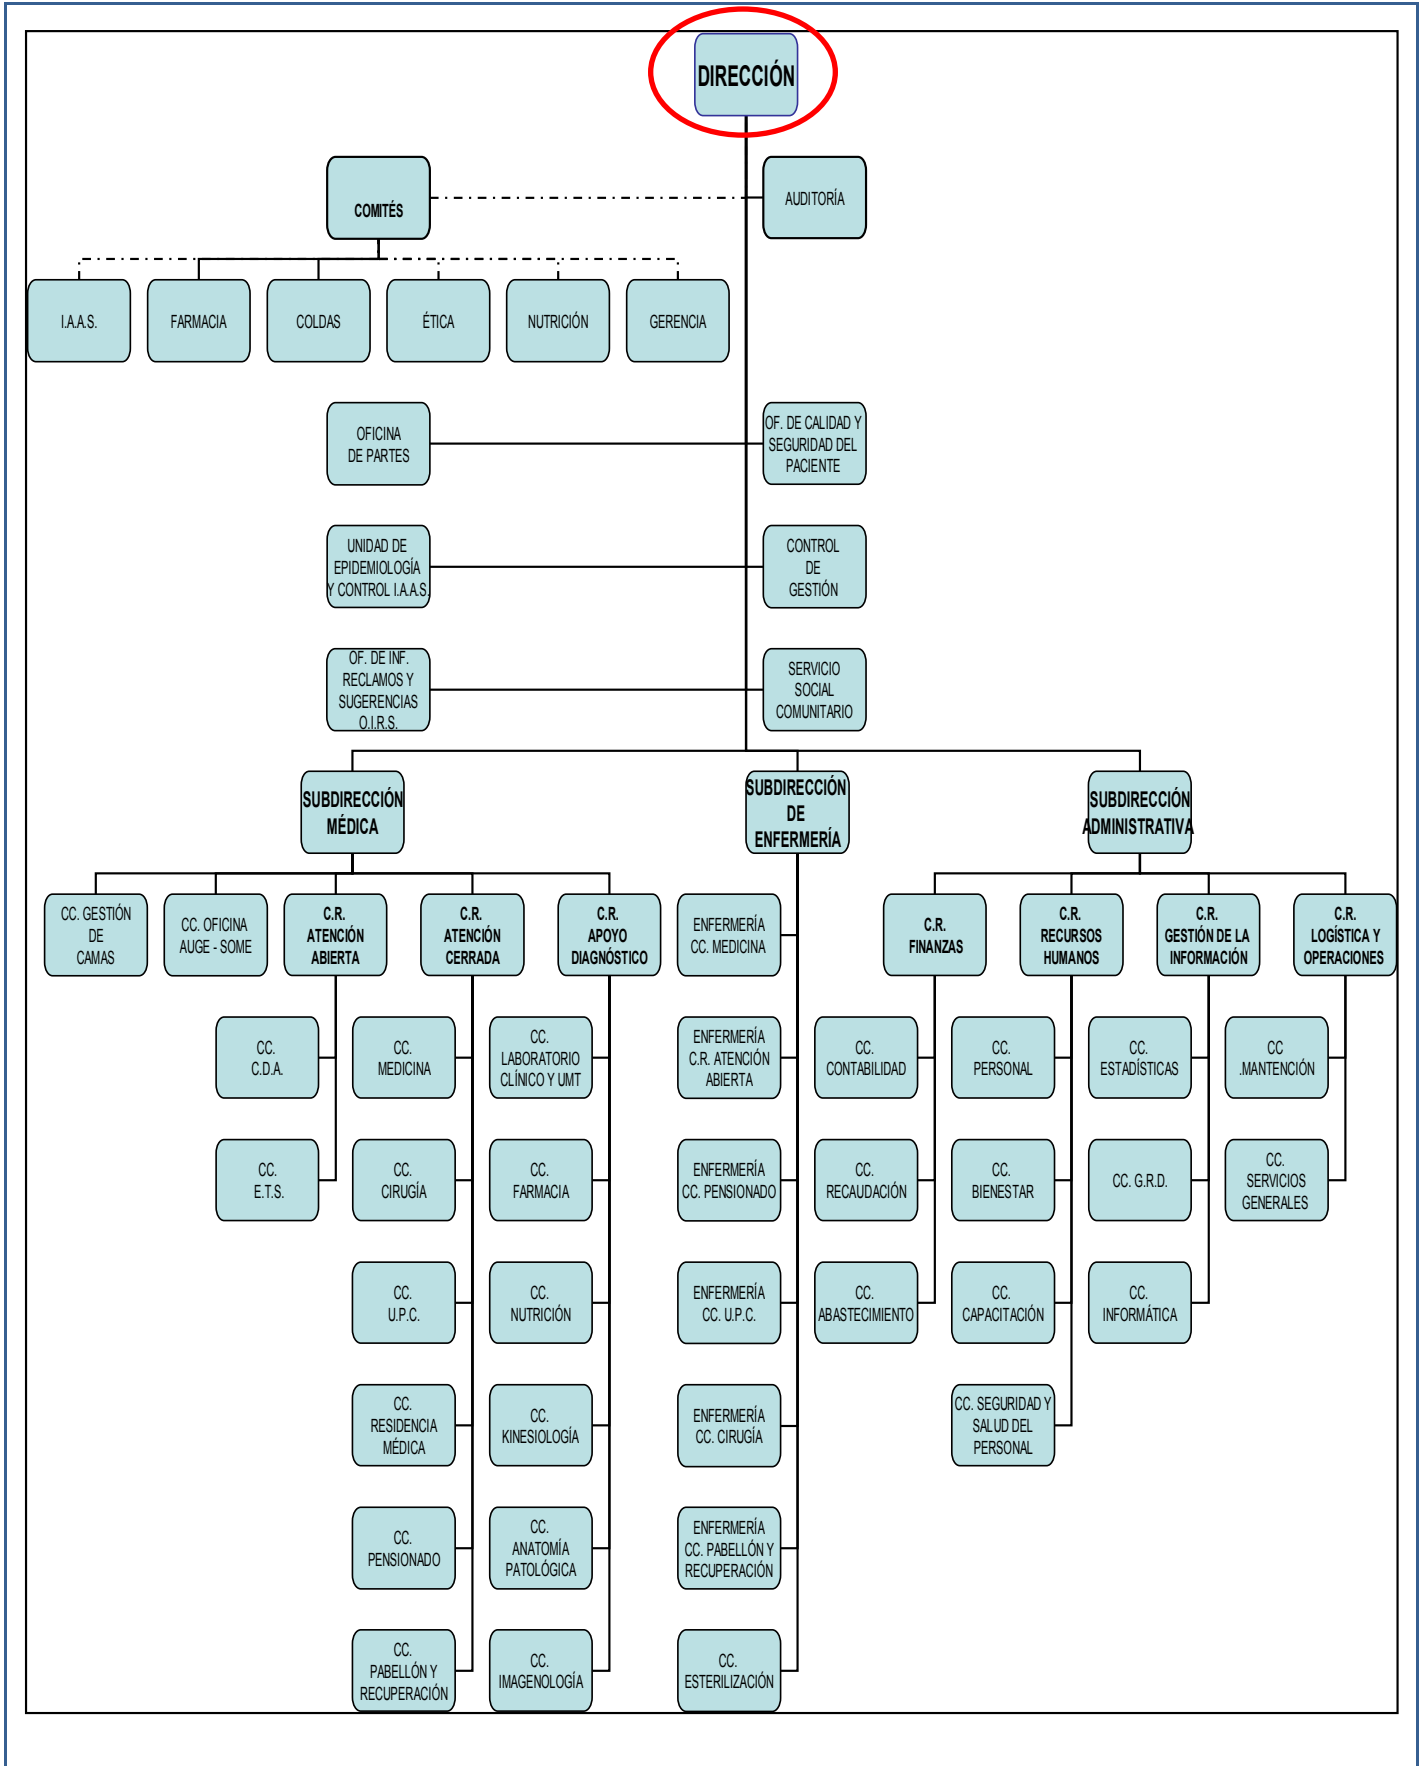 DIRECCIÓN
COMITÉS
AUDITORÍA
I.A.A.S.
FARMACIA
COLDAS
ÉTICA
NUTRICIÓN
GERENCIA
OFICINA
DE PARTES
OF. DE CALIDAD Y
SEGURIDAD DEL
PACIENTE
UNIDAD DE
EPIDEMIOLOGÍA
Y CONTROL I.A.A.S.
CONTROL
DE
GESTIÓN
OF. DE INF.
RECLAMOS Y
SUGERENCIAS
O.I.R.S.
SERVICIO
SOCIAL
COMUNITARIO
SUBDIRECCIÓN
MÉDICA
SUBDIRECCIÓN
DE
ENFERMERÍA
SUBDIRECCIÓN
ADMINISTRATIVA
CC. GESTIÓN
DE
CAMAS
CC. OFICINA
AUGE - SOME
C.R.
ATENCIÓN
ABIERTA
C.R.
ATENCIÓN
CERRADA
C.R.
APOYO
DIAGNÓSTICO
ENFERMERÍA
CC. MEDICINA
C.R.
FINANZAS
C.R.
RECURSOS
HUMANOS
C.R.
GESTIÓN DE LA
INFORMACIÓN
C.R.
LOGÍSTICA Y
OPERACIONES
CC.
C.D.A.
CC.
MEDICINA
CC.
LABORATORIO
CLÍNICO Y UMT
ENFERMERÍA
C.R. ATENCIÓN
ABIERTA
CC.
CONTABILIDAD
CC.
PERSONAL
CC.
ESTADÍSTICAS
CC
.MANTENCIÓN
CC.
E.T.S.
CC.
CIRUGÍA
CC.
FARMACIA
ENFERMERÍA
CC. PENSIONADO
CC.
RECAUDACIÓN
CC.
BIENESTAR
CC. G.R.D.
CC.
SERVICIOS
GENERALES
CC.
U.P.C.
CC.
NUTRICIÓN
ENFERMERÍA
CC. U.P.C.
CC.
ABASTECIMIENTO
CC.
CAPACITACIÓN
CC.
INFORMÁTICA
CC.
RESIDENCIA
MÉDICA
CC.
KINESIOLOGÍA
ENFERMERÍA
CC. CIRUGÍA
CC. SEGURIDAD Y
SALUD DEL
PERSONAL
CC.
PENSIONADO
CC.
ANATOMÍA
PATOLÓGICA
ENFERMERÍA
CC. PABELLÓN Y
RECUPERACIÓN
CC.
PABELLÓN Y
RECUPERACIÓN
CC.
IMAGENOLOGÍA
CC.
ESTERILIZACIÓN